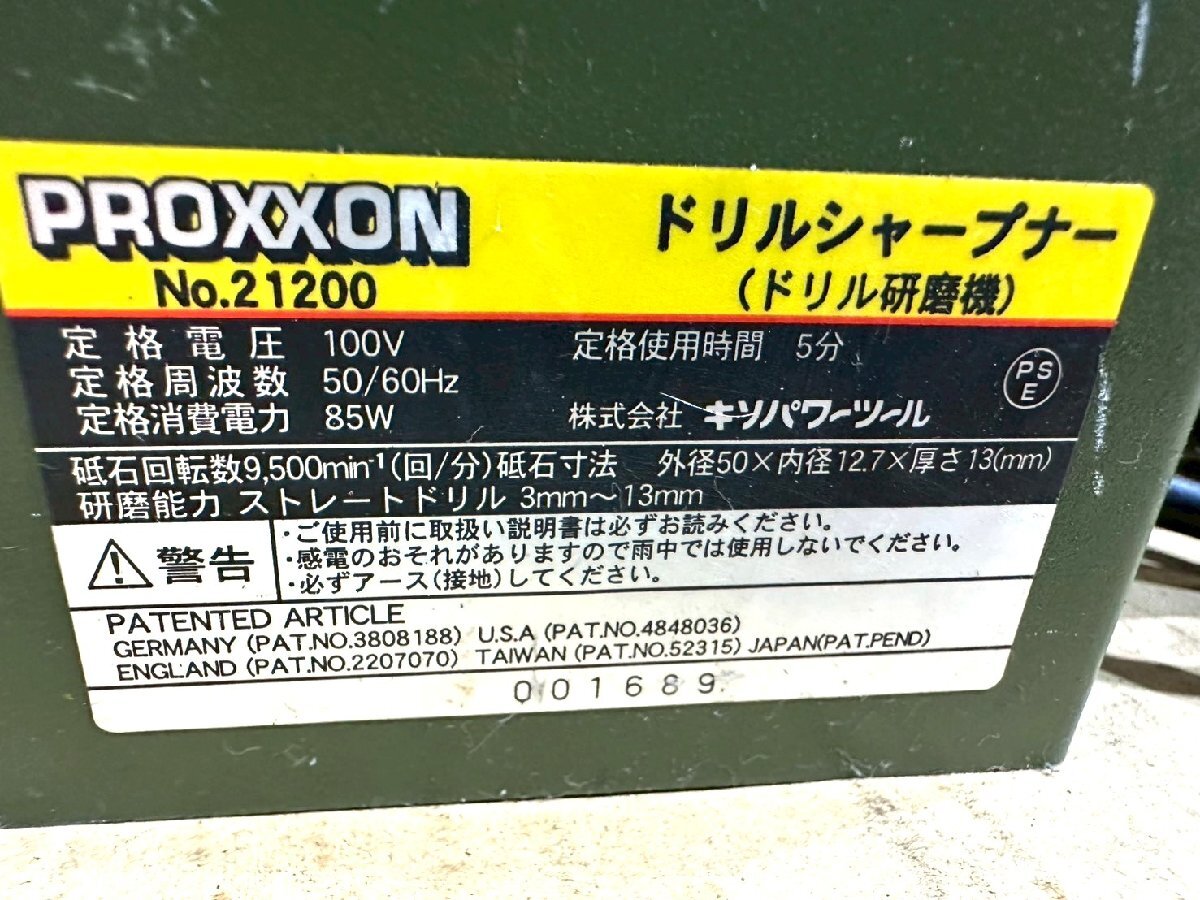 PROXXON
No.21200
ドリルシャープナー
(ドリル研磨機)
定格電圧 100V 定格使用時間 5分
定格周波数 50/60Hz
PS
E
定格消費電力 85W 株式会社 キソパワーツール
砥石回転数9,500min⁻¹(回/分)砥石寸法 外径50×内径12.7×厚さ13(mm)
研磨能力 ストレートドリル 3mm〜13mm
警告
・ご使用前に取扱い説明書は必ずお読みください。
・感電のおそれがありますので雨中では使用しないでください。
・必ずアース(接地)してください。
PATENTED ARTICLE
GERMANY (PAT.NO.3808188) U.S.A (PAT.NO.4848036)
ENGLAND (PAT.NO.2207070) TAIWAN (PAT.NO.52315) JAPAN(PAT.PEND)
001689